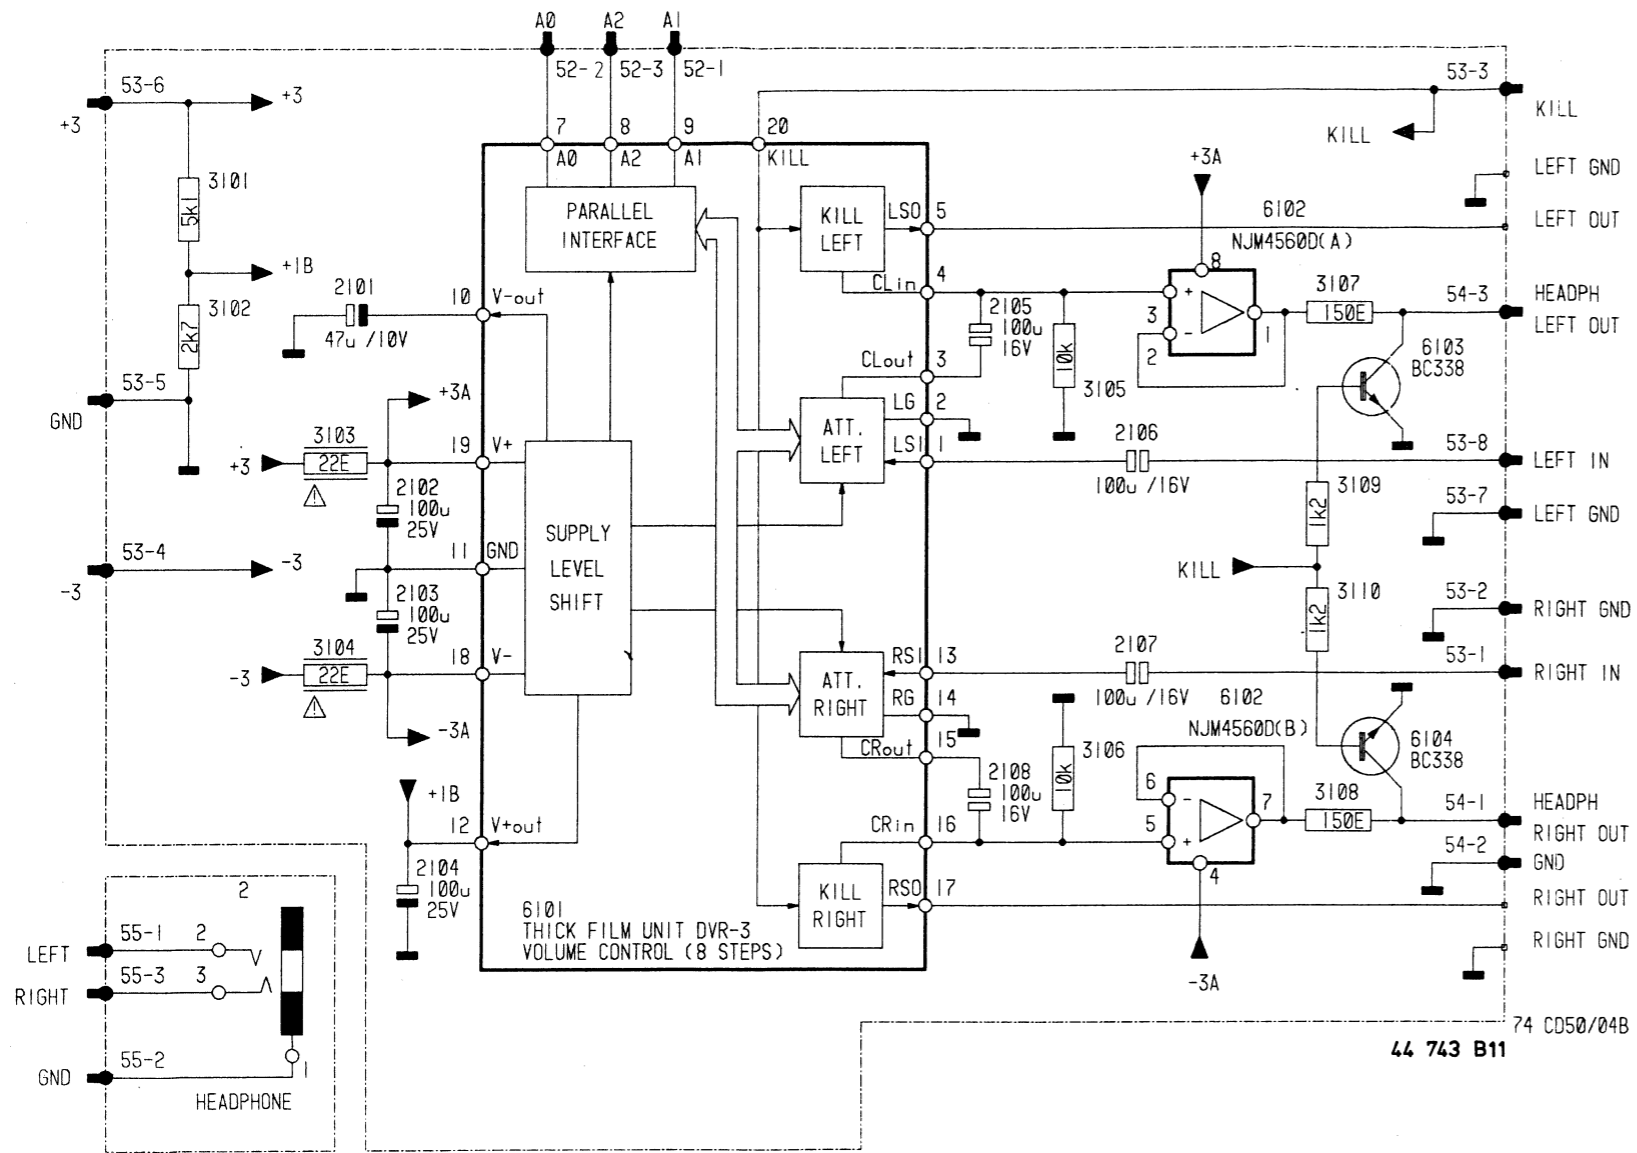 A0 A2 A1
52-2 52-3 52-1
53-6
+3
+3
53-3
KILL
KILL
7 8 9 20
A0 A2 A1 KILL
3101
5k1
+1B
3102
2k7
53-5
GND
PARALLEL
INTERFACE
KILL
LEFT
LSO 5
+3A
LEFT GND
6102
LEFT OUT
NJM4560D(A)
8
2101
47u /10V
10 V-out
CLin 4
2105
100u
16V
10k
3105
+
3
-
2
1
3107
150E
54-3
HEADPH
LEFT OUT
6103
BC338
CLout 3
+3A
LG 2
ATT.
LEFT
LSI 1
2106
100u /16V
53-8
LEFT IN
+3
3103
22E
19 V+
2102
100u
25V
3109
1k2
53-7
LEFT GND
53-4
-3
-3
11 GND
SUPPLY
LEVEL
SHIFT
KILL
2103
100u
25V
3110
1k2
53-2
RIGHT GND
-3
3104
22E
18 V-
-3A
ATT.
RIGHT
RSI 13
2107
100u /16V
53-1
RIGHT IN
RG 14
6102
NJM4560D(B)
CRout 15
3106
10k
6104
BC338
2108
100u
16V
6
-
5
+
7
4
3108
150E
54-1
HEADPH
RIGHT OUT
+1B
12 V+out
CRin 16
54-2
GND
2104
100u
25V
KILL
RIGHT
RSO 17
RIGHT OUT
6101
THICK FILM UNIT DVR-3
VOLUME CONTROL (8 STEPS)
-3A
RIGHT GND
2
LEFT 55-1 2
RIGHT 55-3 3
GND 55-2 1
HEADPHONE
74 CD50/04B
44 743 B11